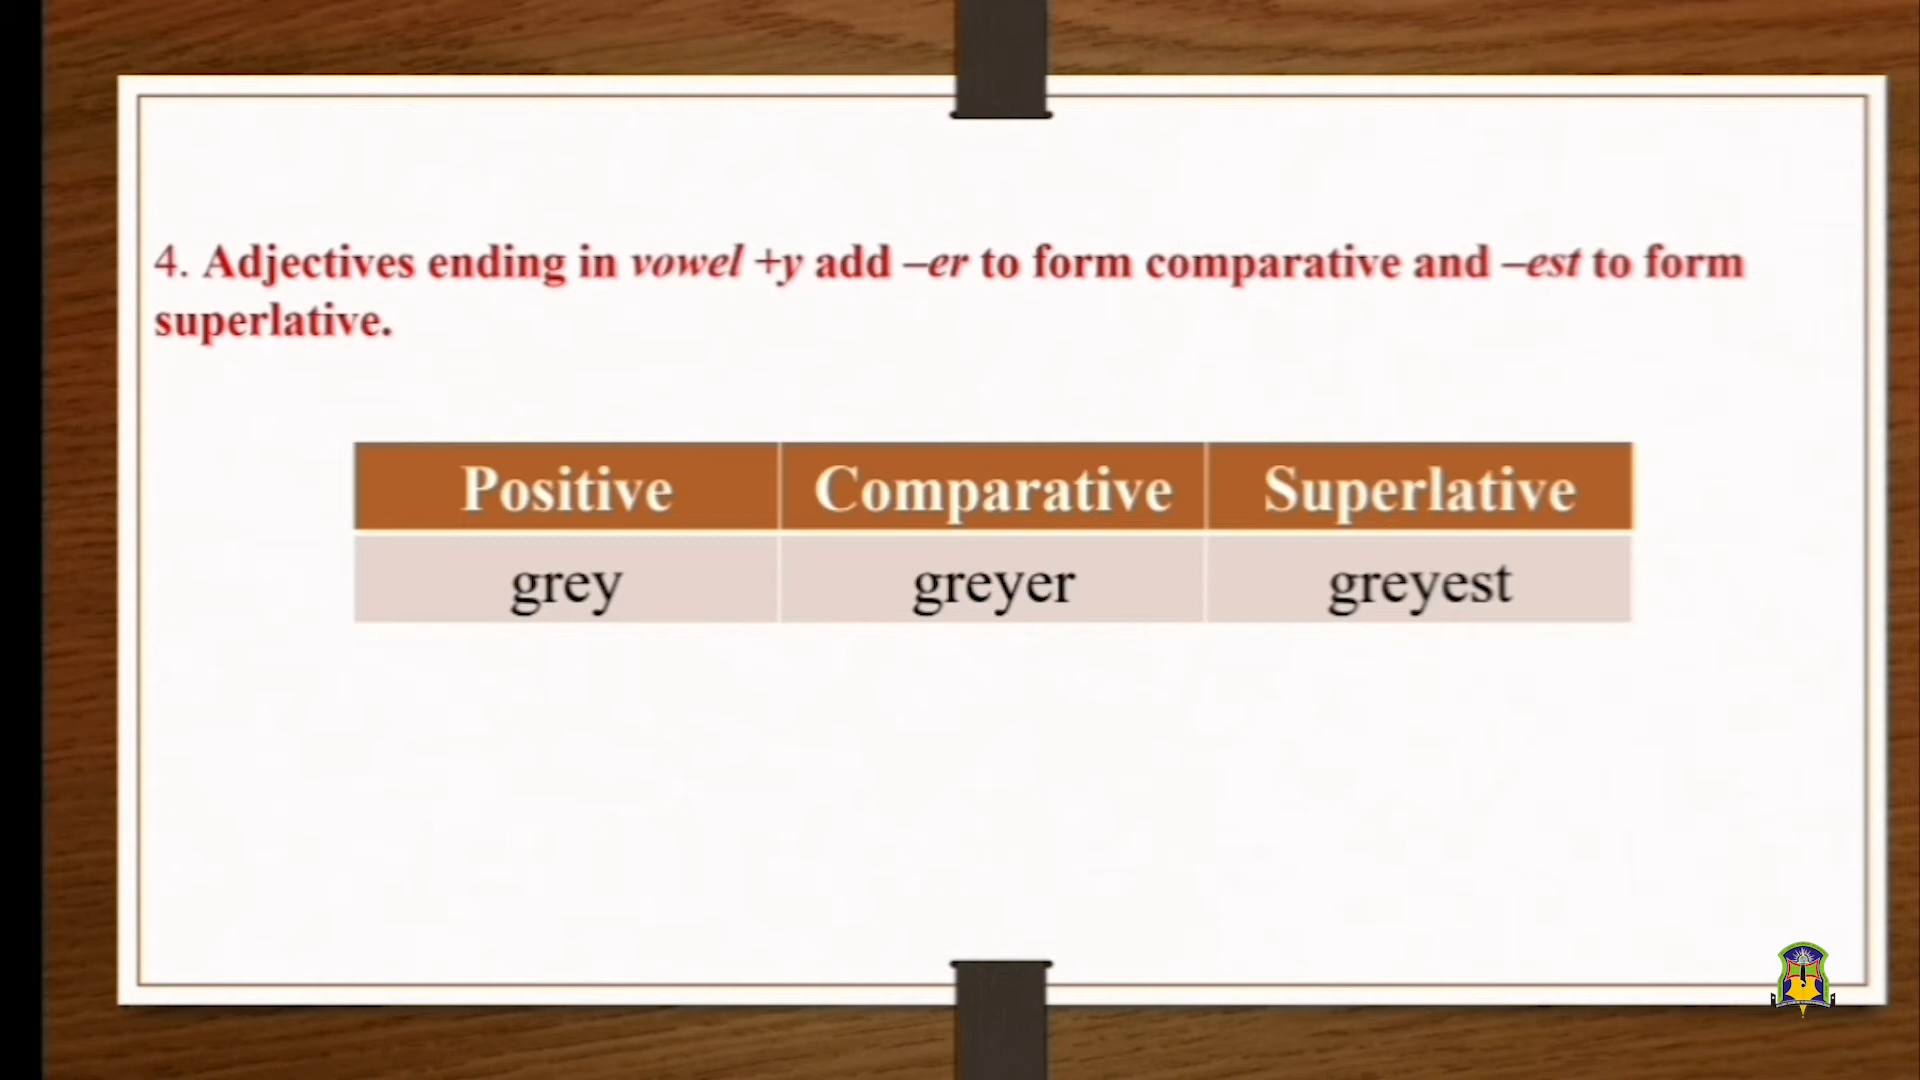 4. Adjectives ending in vowel +y add –er to form comparative and –est to form
superlative.
Positive Comparative Superlative
grey greyer greyest